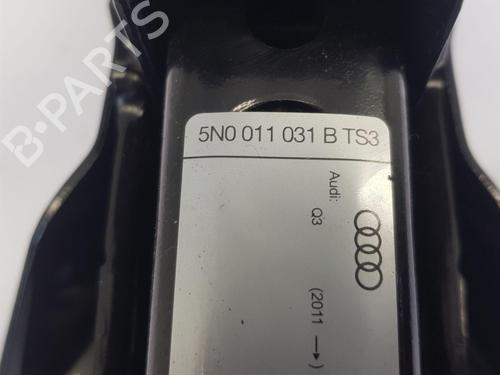 B-PARTS
5N0 011 031 B TS3
Audi:
Q3 (2011 → )